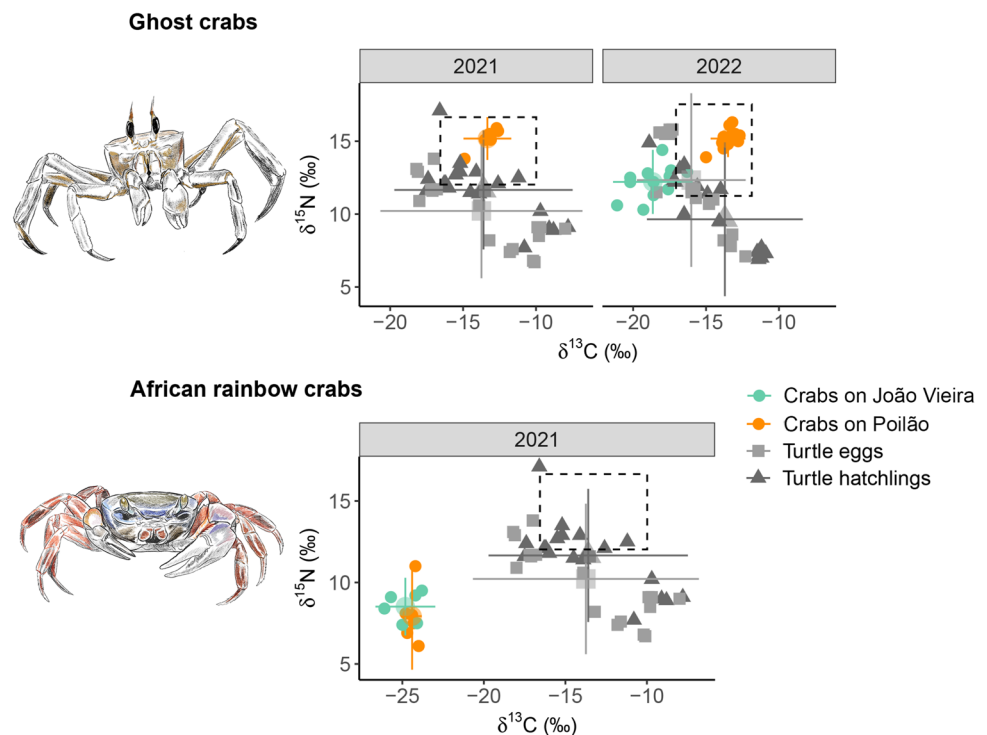 Ghost crabs
2021
2022
15
10
5
δ¹⁵N (‰)
−20
−15
−10
−20
−15
−10
δ¹³C (‰)
African rainbow crabs
Crabs on João Vieira
Crabs on Poilão
Turtle eggs
Turtle hatchlings
2021
15
10
5
δ¹⁵N (‰)
−25
−20
−15
−10
δ¹³C (‰)